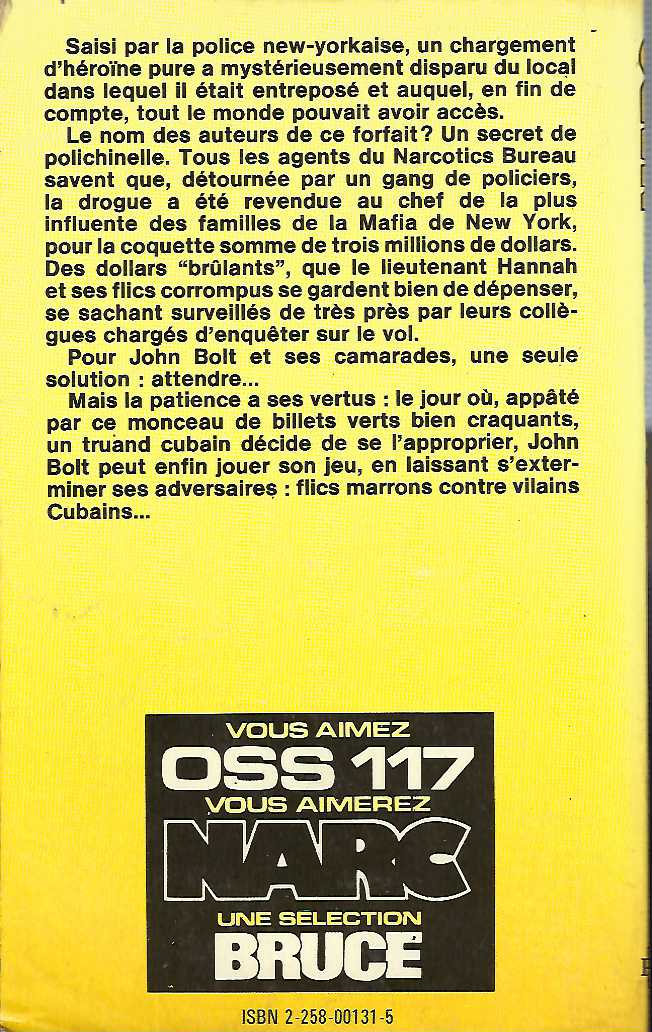 Saisi par la police new-yorkaise, un chargement
d'héroïne pure a mystérieusement disparu du local
dans lequel il était entreposé et auquel, en fin de
compte, tout le monde pouvait avoir accès.
Le nom des auteurs de ce forfait? Un secret de
polichinelle. Tous les agents du Narcotics Bureau
savent que, détournée par un gang de policiers,
la drogue a été revendue au chef de la plus
influente des familles de la Mafia de New York,
pour la coquette somme de trois millions de dollars.
Des dollars "brûlants", que le lieutenant Hannah
et ses flics corrompus se gardent bien de dépenser,
se sachant surveillés de très près par leurs collè-
gues chargés d'enquêter sur le vol.
Pour John Bolt et ses camarades, une seule
solution : attendre...
Mais la patience a ses vertus : le jour où, appâté
par ce monceau de billets verts bien craquants,
un truand cubain décide de se l'approprier, John
Bolt peut enfin jouer son jeu, en laissant s'exter-
miner ses adversaires : flics marrons contre vilains
Cubains...
VOUS AIMEZ
OSS 117
VOUS AIMEREZ
NARC
UNE SÉLECTION
BRUCE
ISBN 2-258-00131-5